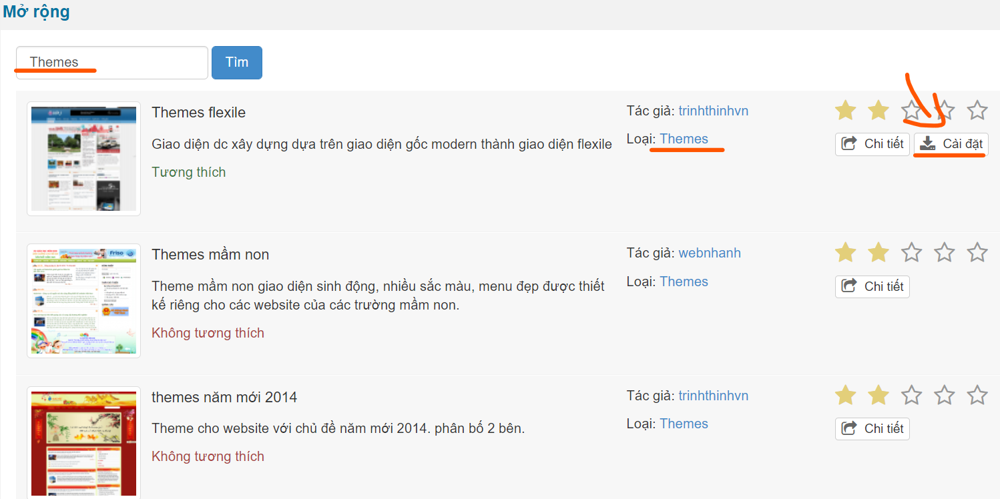 Mở rộng
Themes
Tìm
Themes flexile
Tác giả: trinhthinhvn
Giao diện dc xây dựng dựa trên giao diện gốc modern thành giao diện flexile
Loại: Themes
Chi tiết
Cài đặt
Tương thích
Themes mầm non
Tác giả: webnhanh
Theme mầm non giao diện sinh động, nhiều sắc màu, menu đẹp được thiết
kế riêng cho các website của các trường mầm non.
Loại: Themes
Chi tiết
Không tương thích
Friso
themes năm mới 2014
Tác giả: trinhthinhvn
Theme cho website với chủ đề năm mới 2014. phân bố 2 bên.
Loại: Themes
Chi tiết
Không tương thích